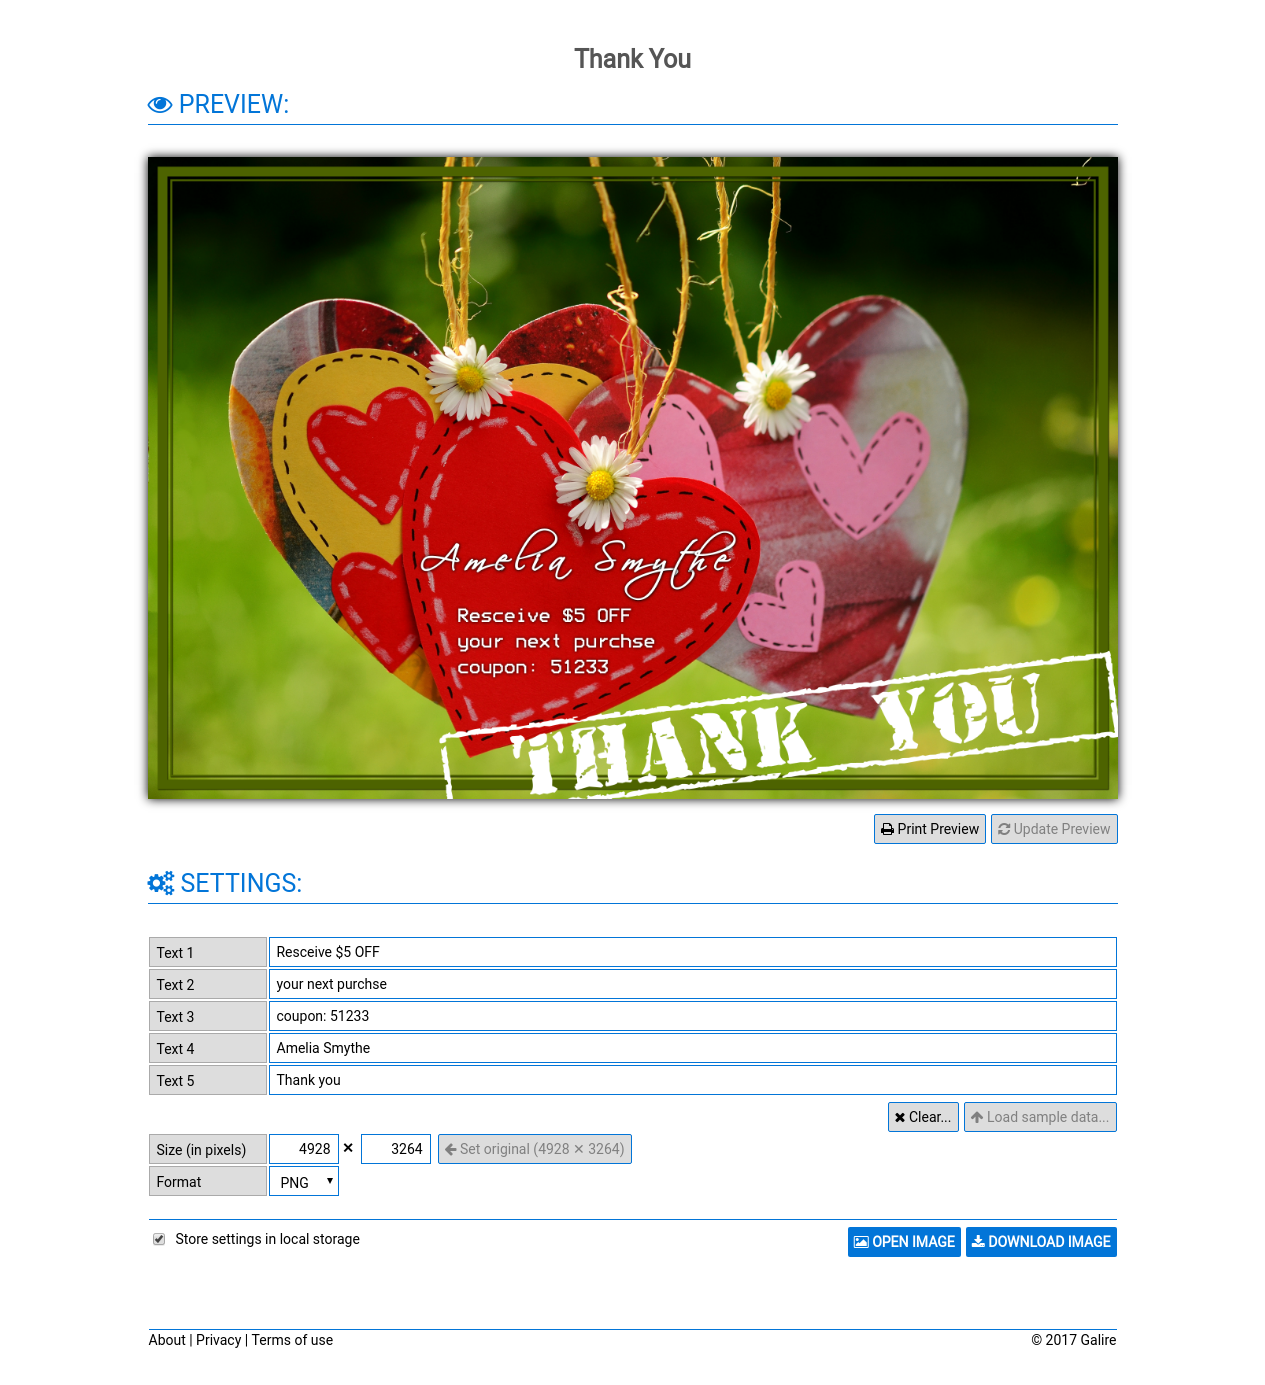 Thank You
PREVIEW:
Amelia Smythe
Resceive $5 OFF
your next purchse
coupon: 51233
THANK YOU
Print Preview Update Preview
SETTINGS:
Text 1 Resceive $5 OFF
Text 2 your next purchse
Text 3 coupon: 51233
Text 4 Amelia Smythe
Text 5 Thank you
Clear... Load sample data...
Size (in pixels) 4928 × 3264 Set original (4928 × 3264)
Format PNG
Store settings in local storage OPEN IMAGE DOWNLOAD IMAGE
About | Privacy | Terms of use © 2017 Galire